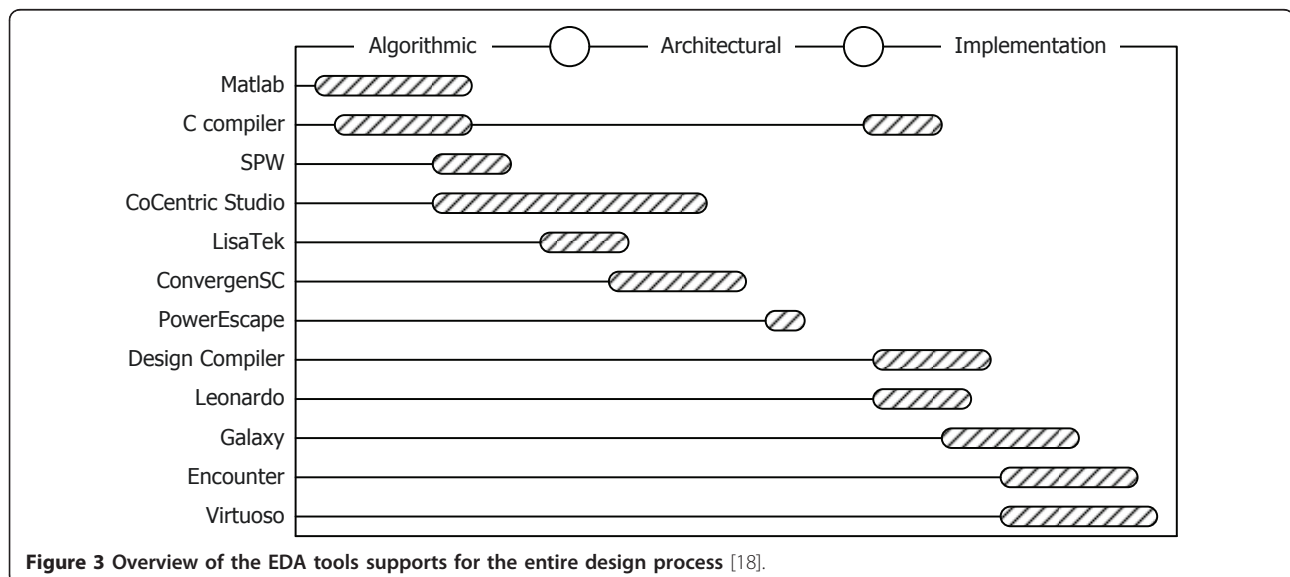 Algorithmic Architectural Implementation
Matlab
C compiler
SPW
CoCentric Studio
LisaTek
ConvergenSC
PowerEscape
Design Compiler
Leonardo
Galaxy
Encounter
Virtuoso
Figure 3 Overview of the EDA tools supports for the entire design process [18].